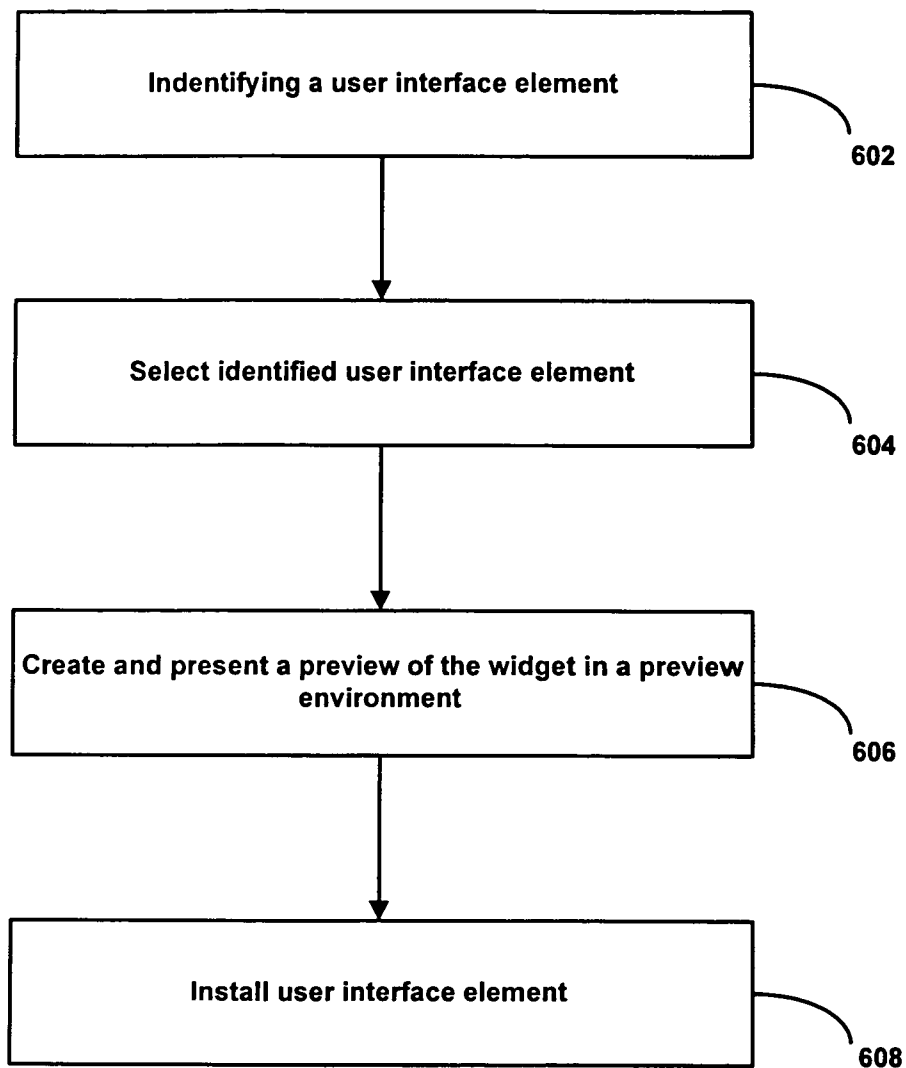 Indentifying a user interface element
602
Select identified user interface element
604
Create and present a preview of the widget in a preview
environment
606
Install user interface element
608